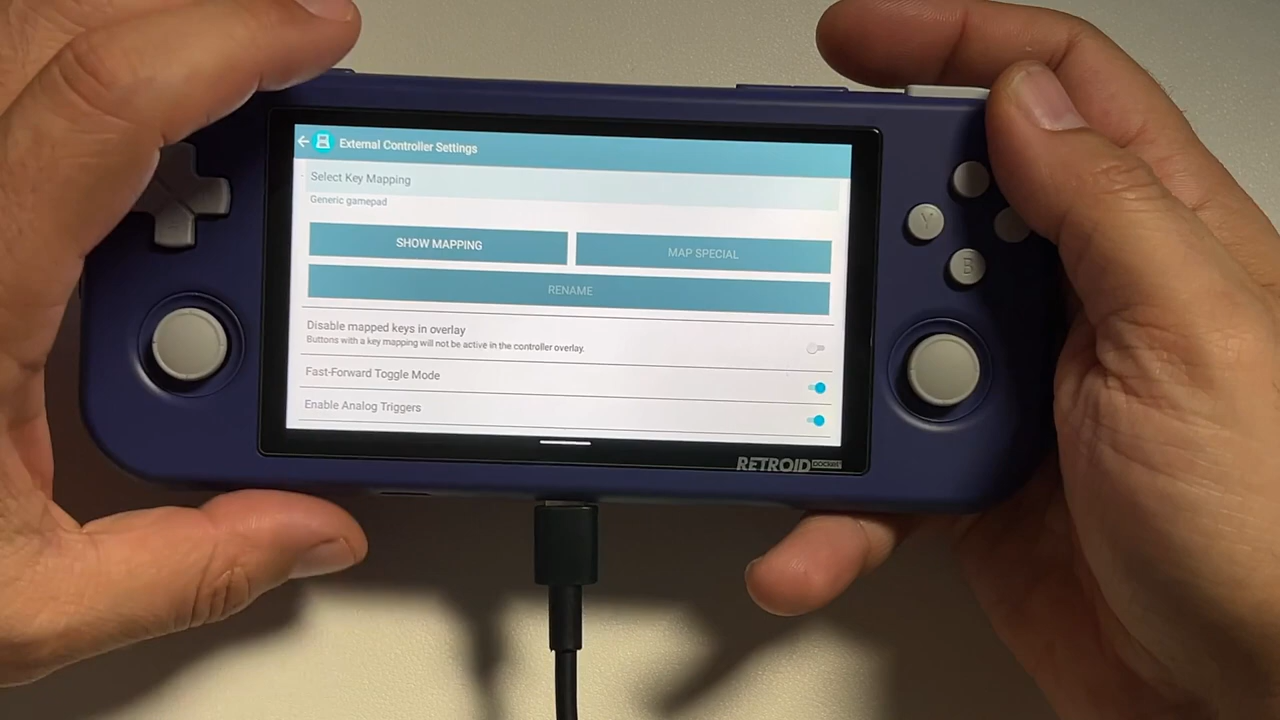 External Controller Settings
Select Key Mapping
Generic gamepad
SHOW MAPPING
MAP SPECIAL
RENAME
Disable mapped keys in overlay
Buttons with a key mapping will not be active in the controller overlay.
Fast-Forward Toggle Mode
Enable Analog Triggers
RETROID POCKET
Y
B